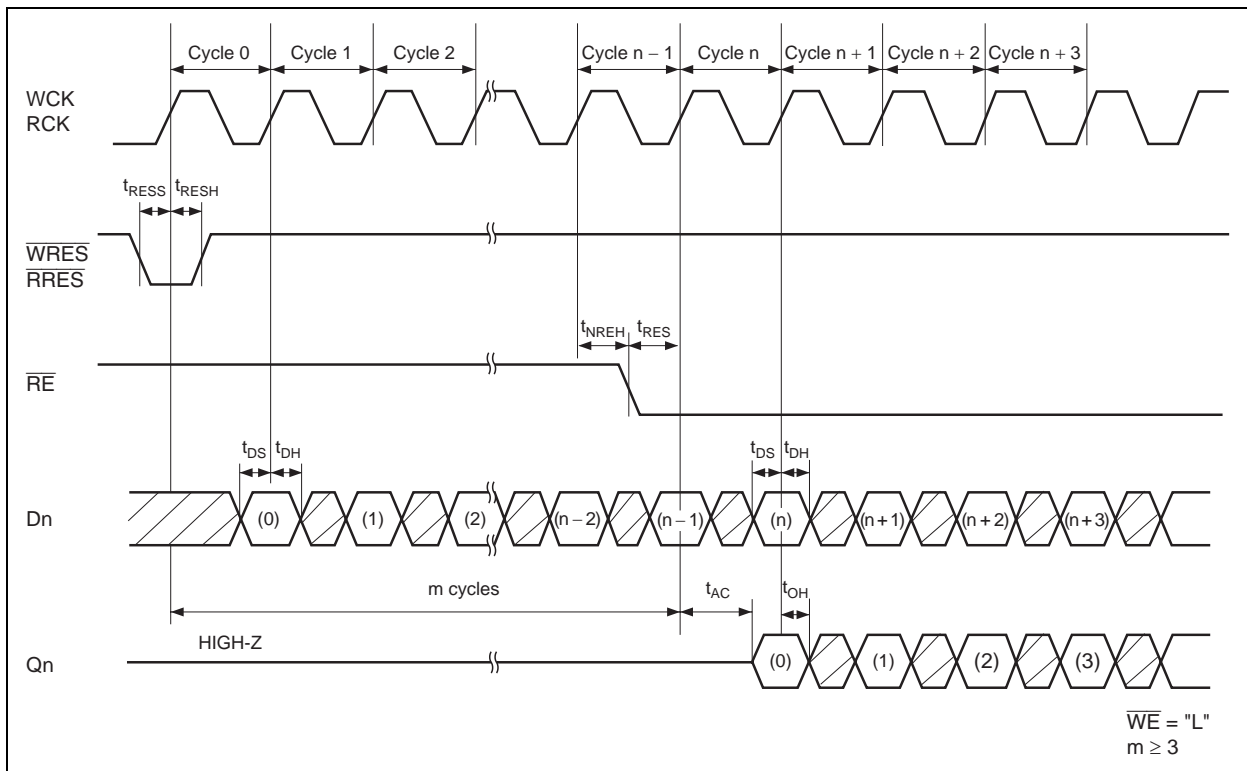 Cycle 0 Cycle 1 Cycle 2 Cycle n − 1 Cycle n Cycle n + 1 Cycle n + 2 Cycle n + 3
WCK
RCK
tRESS tRESH
WRES
RRES
tNREH tRES
RE
tDS tDH tDS tDH
Dn (0) (1) (2) (n − 2) (n − 1) (n) (n + 1) (n + 2) (n + 3)
m cycles tAC tOH
HIGH-Z
Qn (0) (1) (2) (3)
WE = "L"
m ≥ 3